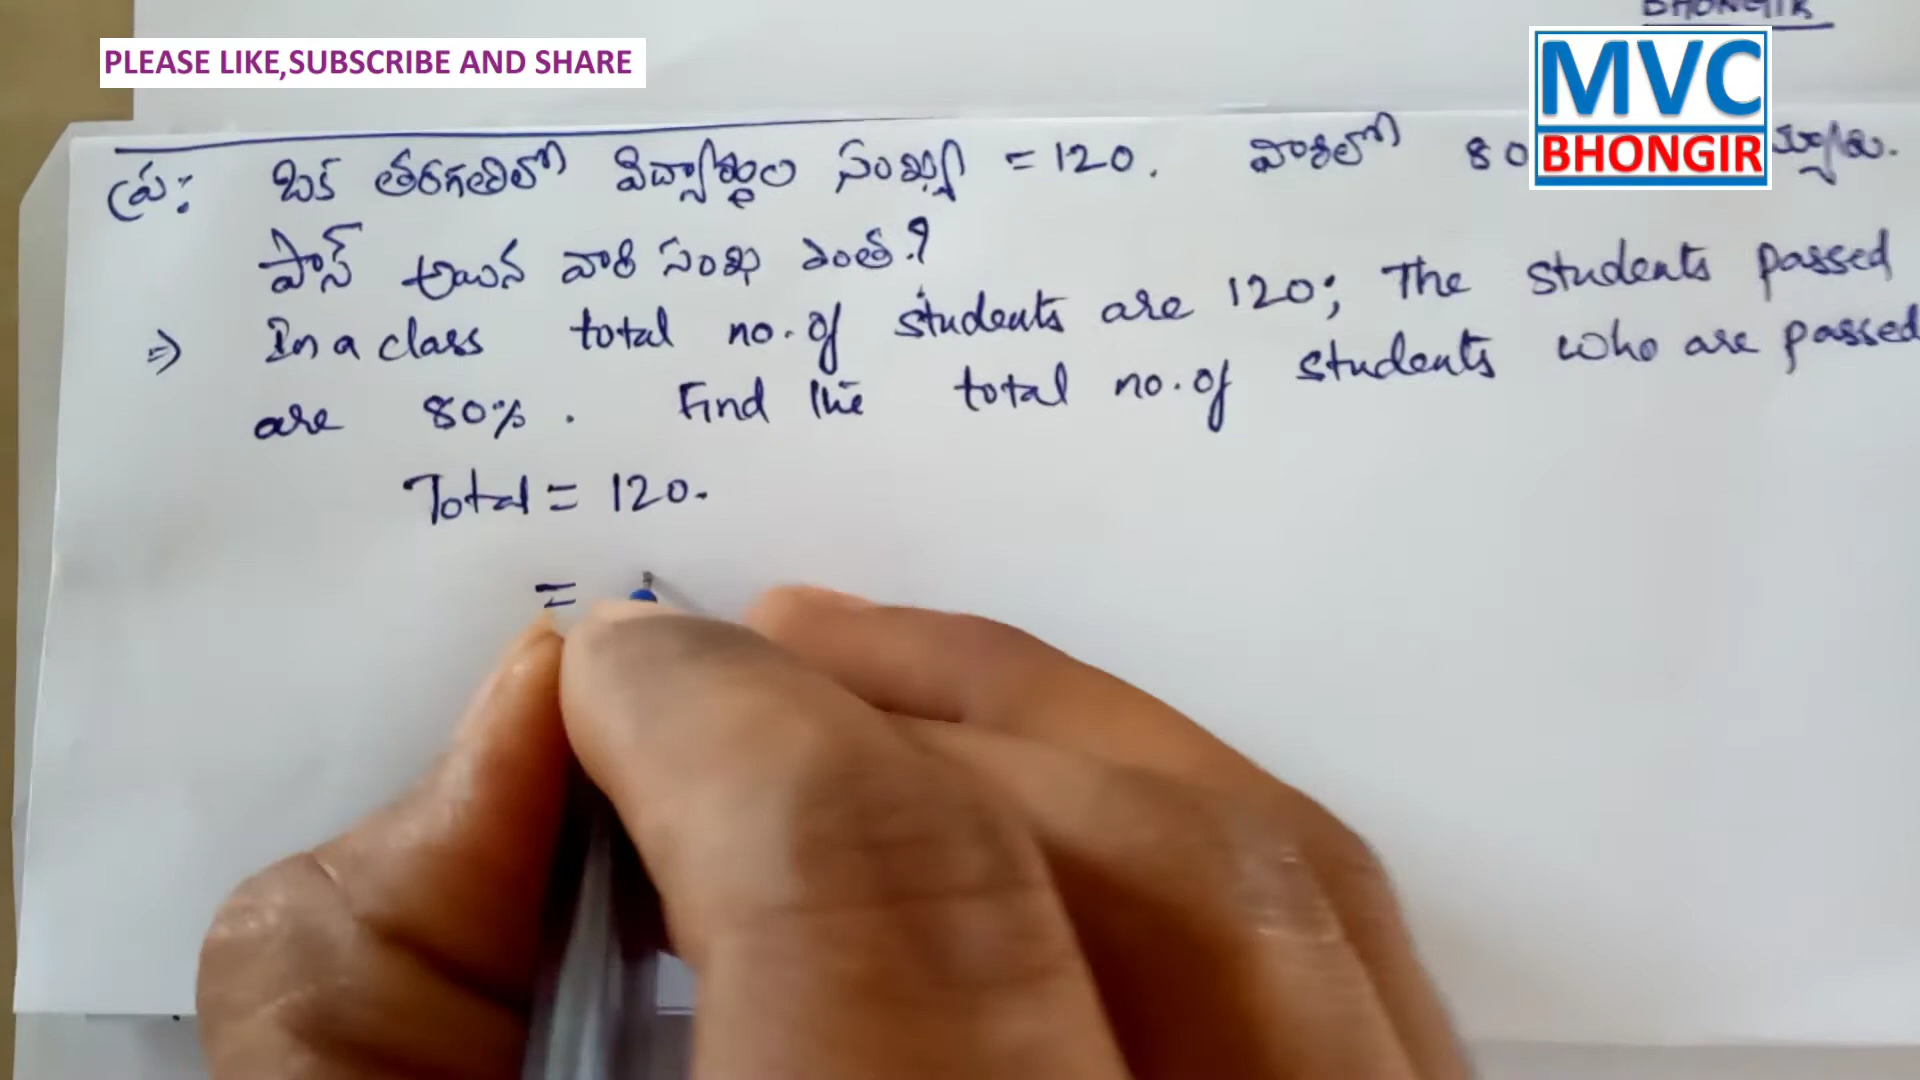 BHONGIR
PLEASE LIKE,SUBSCRIBE AND SHARE
MVC
BHONGIR
ప్ర: ఒక తరగతిలో విద్యార్థుల సంఖ్య = 120. వారిలో 80
పాస్ అయిన వారి సంఖ్య ఎంత?
⇒ In a class total no. of students are 120; The students passed
are 80%. Find the total no. of students who are passed
Total = 120.
=